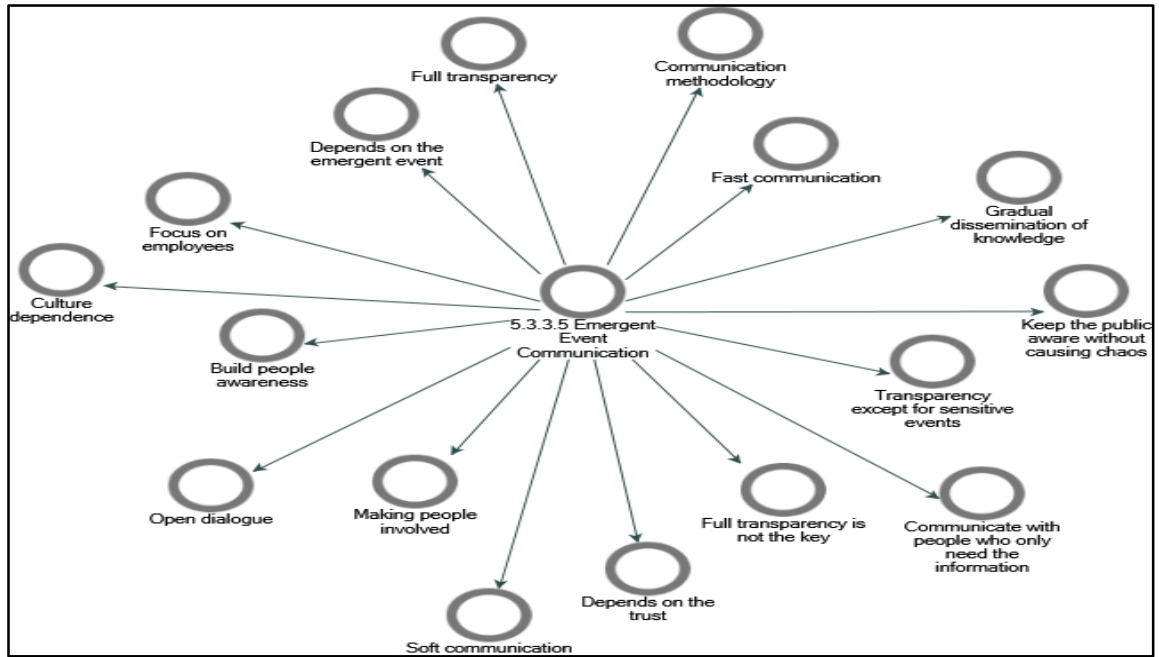 Full transparency
Communication
methodology
Depends on the
emergent event
Fast communication
Focus on
employees
Gradual
dissemination of
knowledge
Culture
dependence
5.3.3.5 Emergent
Event
Communication
Keep the public
aware without
causing chaos
Build people
awareness
Transparency
except for sensitive
events
Open dialogue
Making people
involved
Full transparency is
not the key
Communicate with
people who only
need the
information
Depends on the
trust
Soft communication